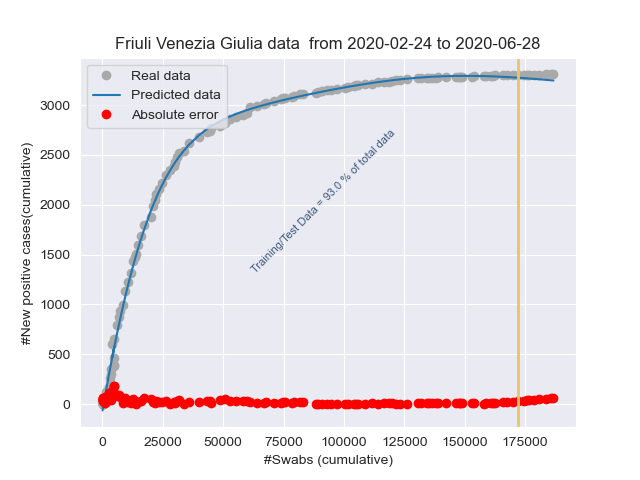 Friuli Venezia Giulia data  from 2020-02-24 to 2020-06-28
Real data
Predicted data
Absolute error
#New positive cases(cumulative)
3000
2500
2000
1500
1000
500
0
Training/Test Data = 93.0 % of total data
0
25000
50000
75000
100000
125000
150000
175000
#Swabs (cumulative)